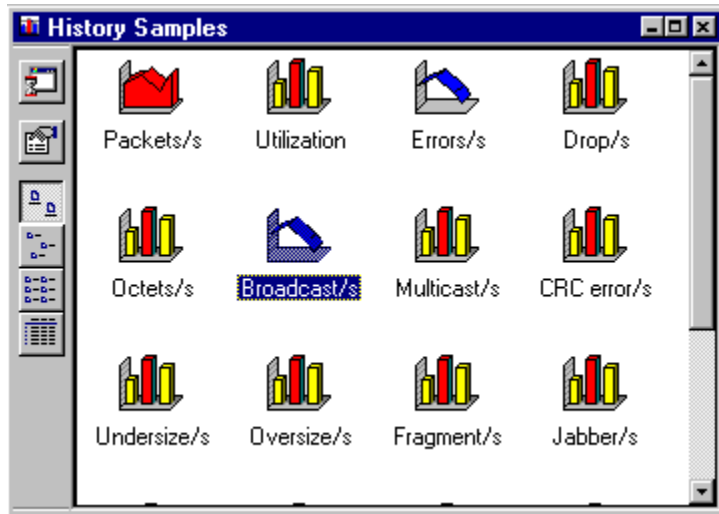 History Samples
Packets/s Utilization Errors/s Drop/s
Octets/s Broadcast/s Multicast/s CRC error/s
Undersize/s Oversize/s Fragment/s Jabber/s